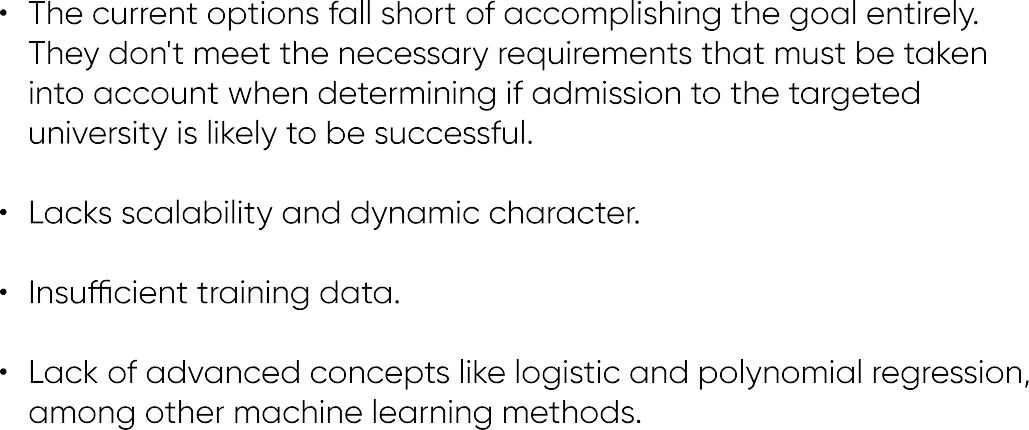 • The current options fall short of accomplishing the goal entirely.
They don't meet the necessary requirements that must be taken
into account when determining if admission to the targeted
university is likely to be successful.
• Lacks scalability and dynamic character.
• Insufficient training data.
• Lack of advanced concepts like logistic and polynomial regression,
among other machine learning methods.